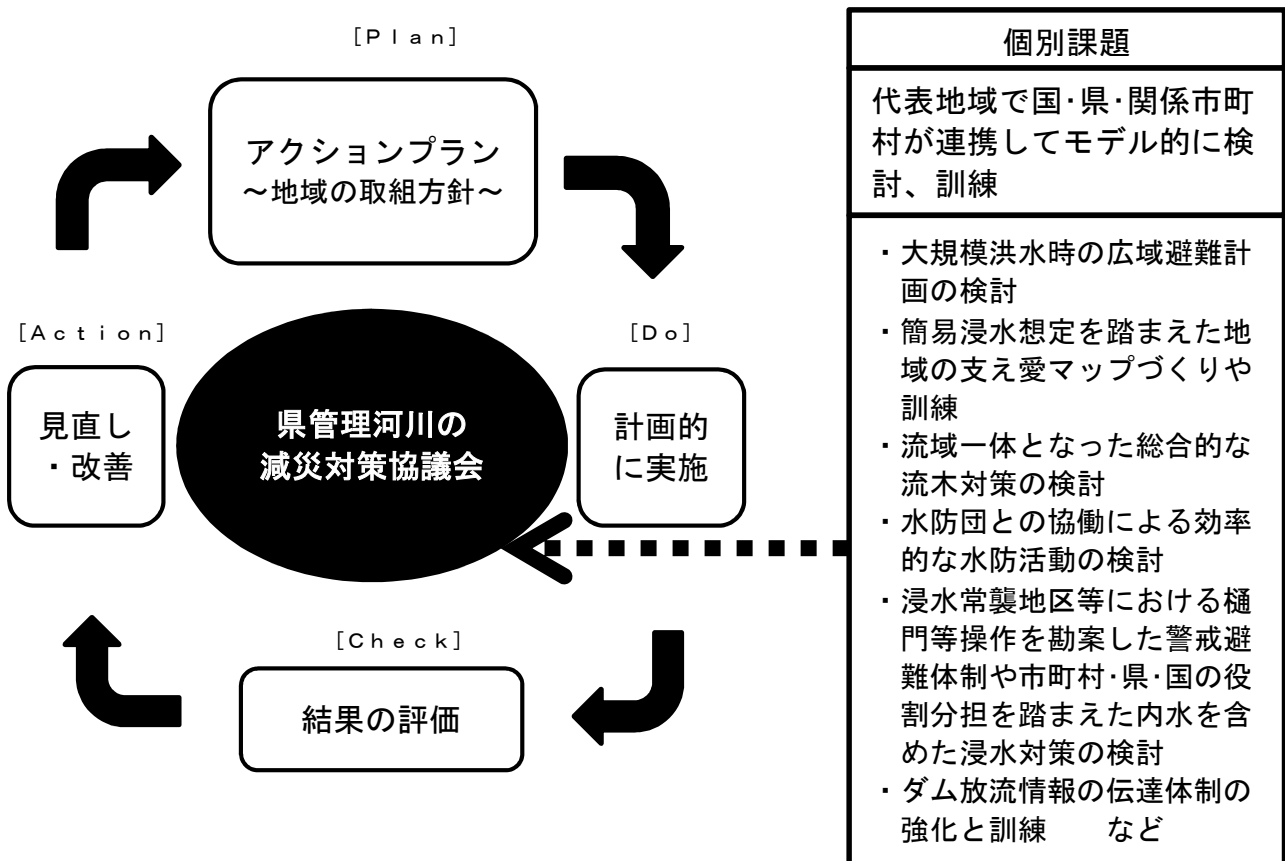 ［Ｐｌａｎ］
アクションプラン
～地域の取組方針～
［Ａｃｔｉｏｎ］
見直し
・改善
県管理河川の
減災対策協議会
［Ｄｏ］
計画的
に実施
［Ｃｈｅｃｋ］
結果の評価
個別課題
代表地域で国･県･関係市町
村が連携してモデル的に検
討、訓練
・大規模洪水時の広域避難計
画の検討
・簡易浸水想定を踏まえた地
域の支え愛マップづくりや
訓練
・流域一体となった総合的な
流木対策の検討
・水防団との協働による効率
的な水防活動の検討
・浸水常襲地区等における樋
門等操作を勘案した警戒避
難体制や市町村･県･国の役
割分担を踏まえた内水を含
めた浸水対策の検討
・ダム放流情報の伝達体制の
強化と訓練　　など